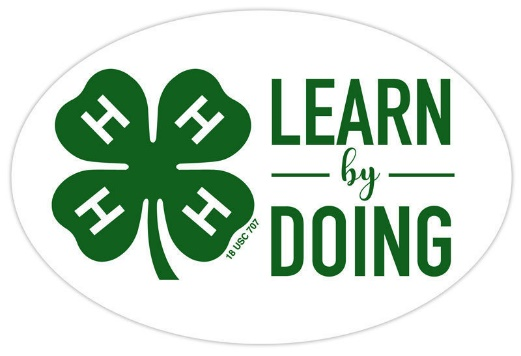 H H
H H
18 USC 707
LEARN
by
DOING